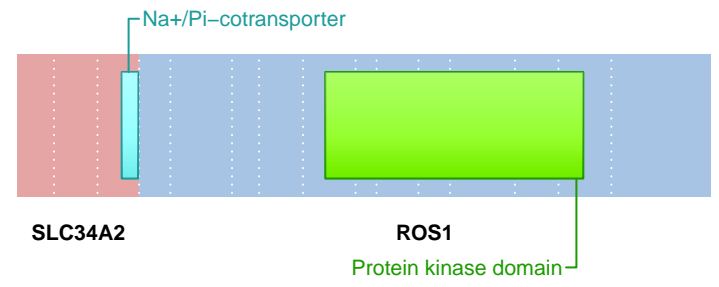 Na+/Pi−cotransporter
SLC34A2
ROS1
Protein kinase domain